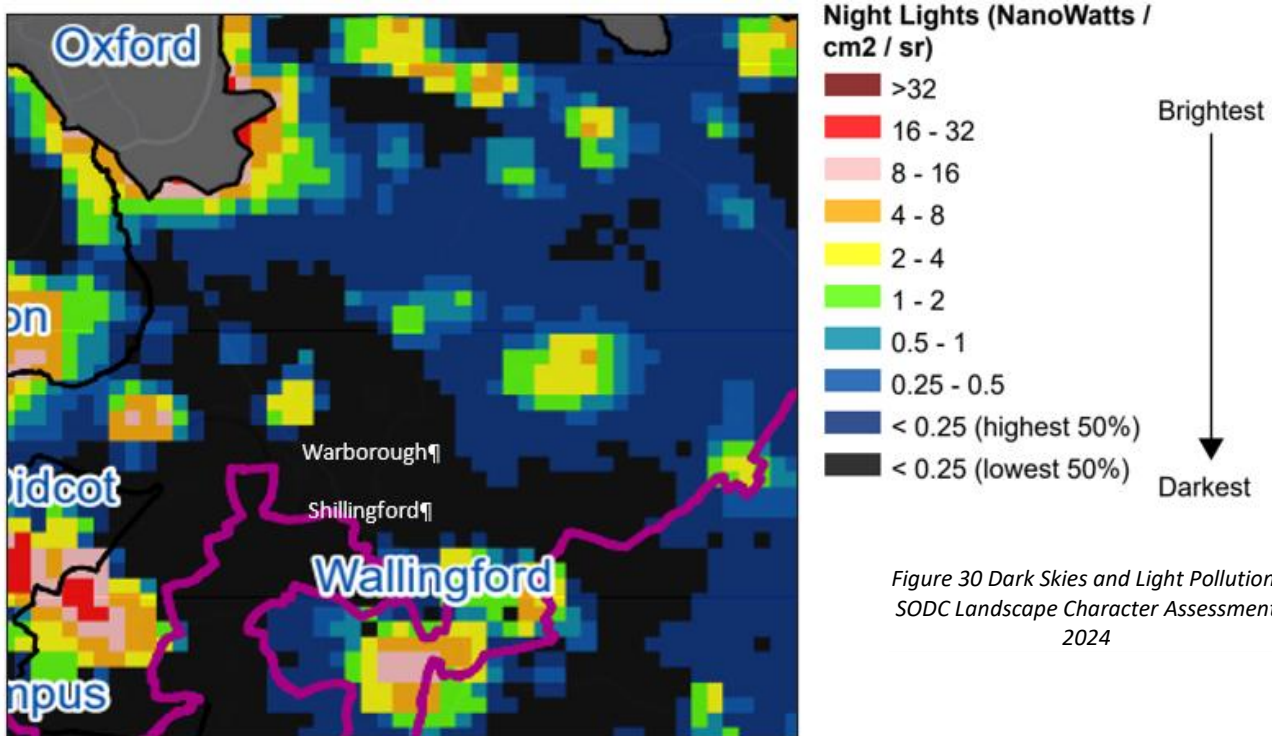 Oxford
on
Warborough¶
idcot
Shillingford¶
Wallingford
mpus
Night Lights (NanoWatts /
cm2 / sr)
>32
16 - 32
8 - 16
4 - 8
2 - 4
1 - 2
0.5 - 1
0.25 - 0.5
< 0.25 (highest 50%)
< 0.25 (lowest 50%)
Brightest
Darkest
Figure 30 Dark Skies and Light Pollution
SODC Landscape Character Assessment
2024